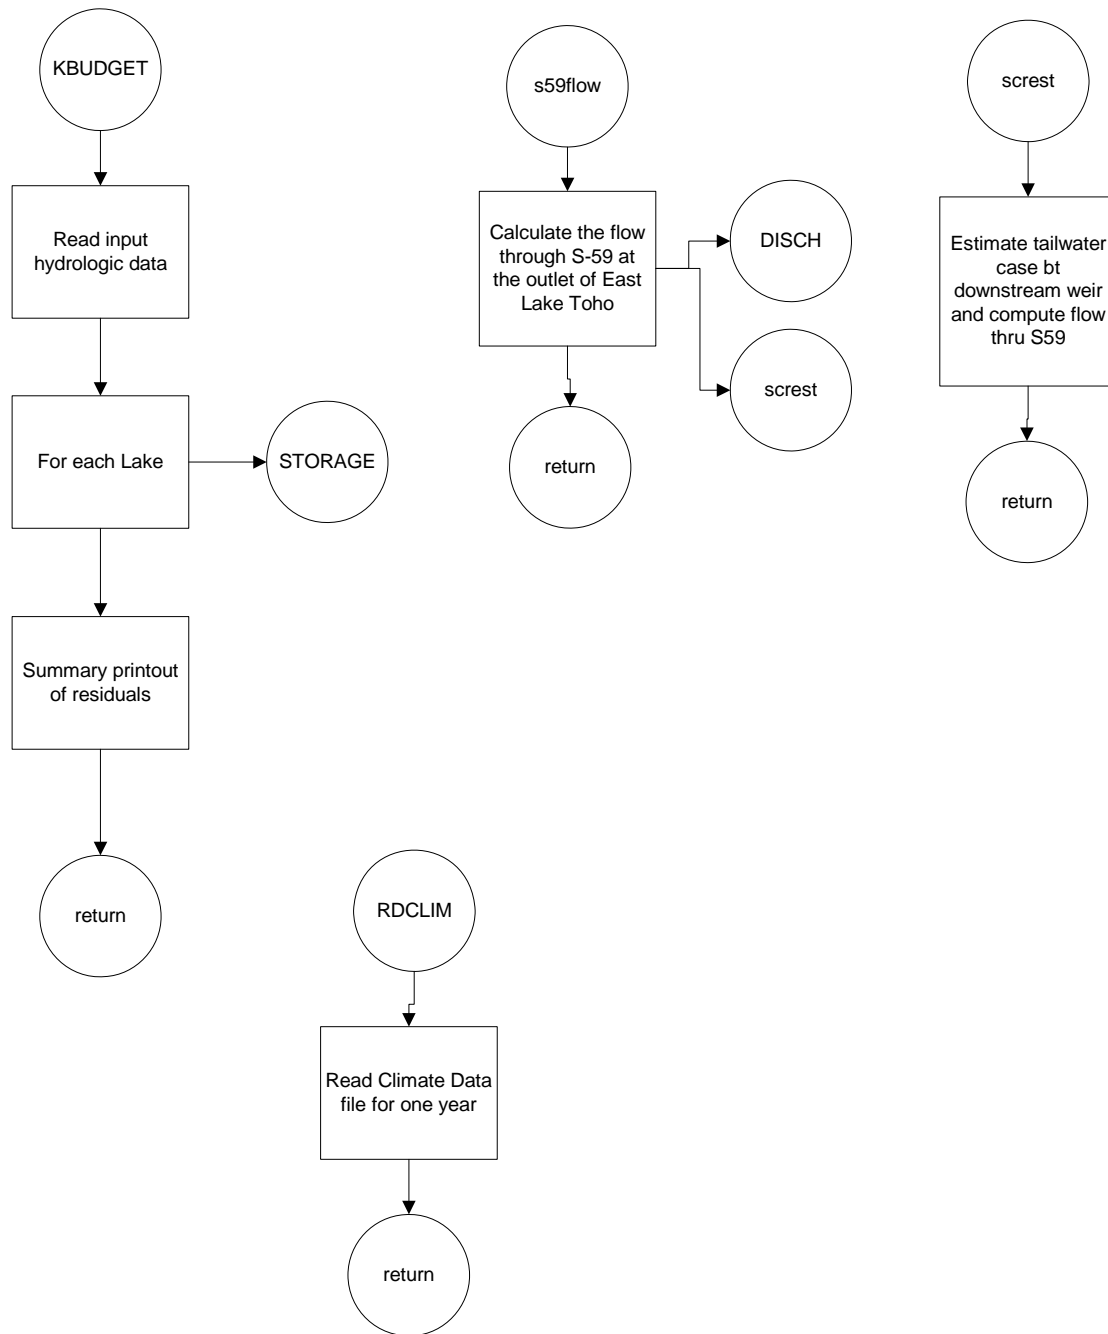 KBUDGET
Read input
hydrologic data
For each Lake
STORAGE
Summary printout
of residuals
return
s59flow
Calculate the flow
through S-59 at
the outlet of East
Lake Toho
DISCH
screst
return
screst
Estimate tailwater
case bt
downstream weir
and compute flow
thru S59
return
RDCLIM
Read Climate Data
file for one year
return